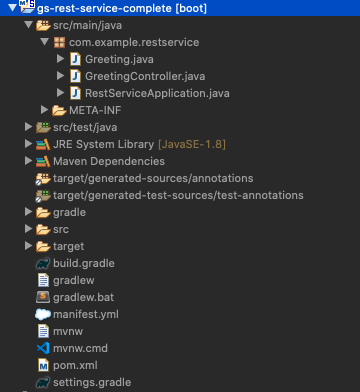 gs-rest-service-complete [boot]
src/main/java
com.example.restservice
Greeting.java
GreetingController.java
RestServiceApplication.java
META-INF
src/test/java
JRE System Library [JavaSE-1.8]
Maven Dependencies
target/generated-sources/annotations
target/generated-test-sources/test-annotations
gradle
src
target
build.gradle
gradlew
gradlew.bat
manifest.yml
mvnw
mvnw.cmd
pom.xml
settings.gradle